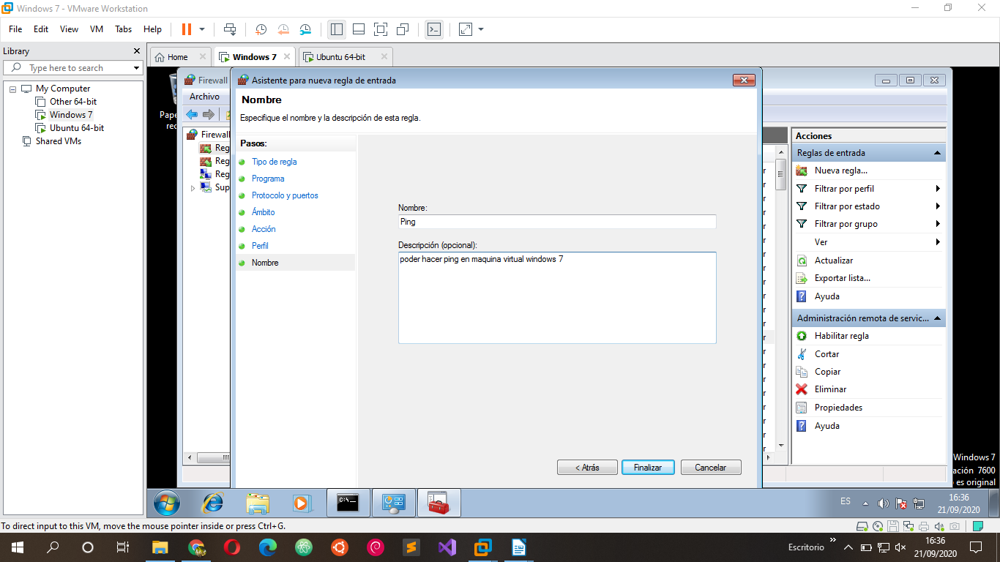 Windows 7 - VMware Workstation
File Edit View VM Tabs Help
Library
Type here to search
My Computer
Other 64-bit
Windows 7
Ubuntu 64-bit
Shared VMs
Home
Windows 7
Ubuntu 64-bit
Firewall
Archivo
Firewall
Reg
Reg
Reg
Sup
Asistente para nueva regla de entrada
Nombre
Especifique el nombre y la descripción de esta regla.
Pasos:
Tipo de regla
Programa
Protocolo y puertos
Ámbito
Acción
Perfil
Nombre
Nombre:
Ping
Descripción (opcional):
poder hacer ping en maquina virtual windows 7
< Atrás
Finalizar
Cancelar
Acciones
Reglas de entrada
Nueva regla...
Filtrar por perfil
Filtrar por estado
Filtrar por grupo
Ver
Actualizar
Exportar lista...
Ayuda
Administración remota de servic...
Habilitar regla
Cortar
Copiar
Eliminar
Propiedades
Ayuda
Windows 7
ación 7600
es original
ES
16:36
21/09/2020
To direct input to this VM, move the mouse pointer inside or press Ctrl+G.
Escritorio
16:36
21/09/2020